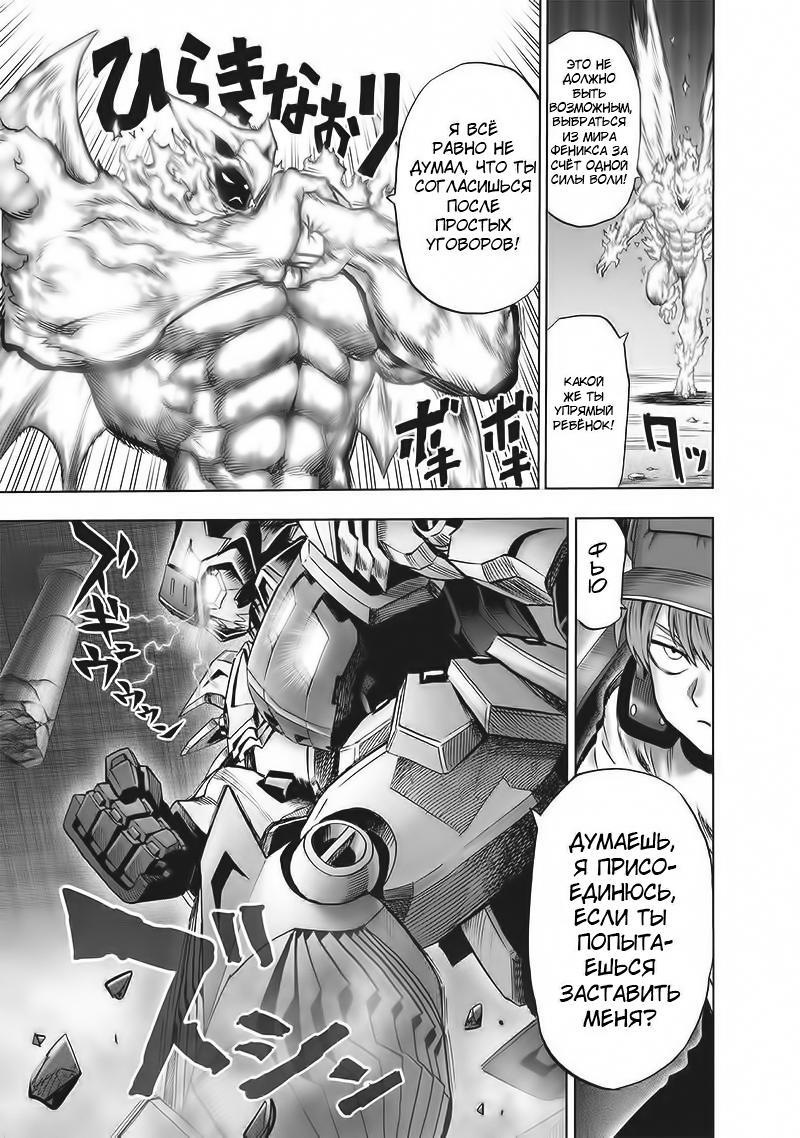 ЭТО НЕ
ДОЛЖНО
БЫТЬ
ВОЗМОЖНЫМ,
ВЫБРАТЬСЯ
ИЗ МИРА
ФЕНИКСА ЗА
СЧЁТ ОДНОЙ
СИЛЫ ВОЛИ!
КАКОЙ
ЖЕ ТЫ
УПРЯМЫЙ
РЕБЁНОК!
タッ
Я ВСЁ
РАВНО НЕ
ДУМАЛ, ЧТО ТЫ
СОГЛАСИШЬСЯ
ПОСЛЕ
ПРОСТЫХ
УГОВОРОВ!
ひらきなおり
ボキ
ボキ
ФЬЮ
ДУМАЕШЬ,
Я ПРИСО-
ЕДИНЮСЬ,
ЕСЛИ ТЫ
ПОПЫТА-
ЕШЬСЯ
ЗАСТАВИТЬ
МЕНЯ?
ズシン